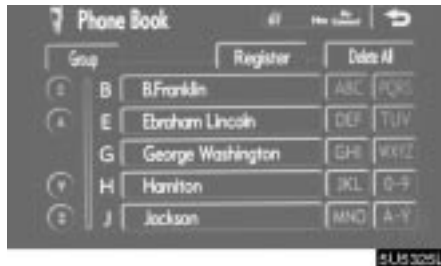 Phone Book
Group Register Delete All
B B.Franklin ABC PQRS
E Ebraham Lincoln DEF TUV
G George Washington GHI WXYZ
H Hamiton JKL 0-9
J Jackson MNO A-Y
5U5325L